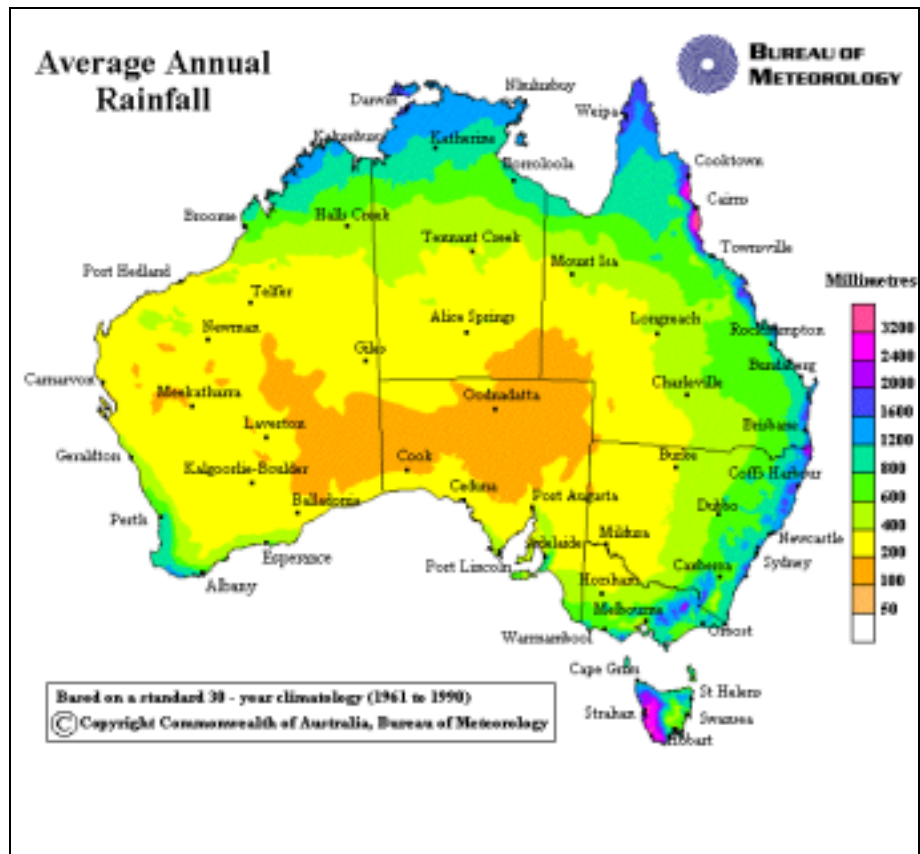 Average Annual
Rainfall
BUREAU OF
METEOROLOGY
Nhulunbuy
Darwin
Weipa
Katherine
Cooktown
Borroloola
Cairns
Broome
Halls Creek
Tennant Creek
Townsville
Mount Isa
Port Hedland
Millimetres
Telfer
3200
Alice Springs
Longreach
Newman
Rockhampton
2400
Giles
Bundaberg
2000
Carnarvon
Charleville
Meekatharra
Oodnadatta
1600
Laverton
Brisbane
1200
Geraldton
Cook
Burke
800
Kalgoorlie-Boulder
Coffs Harbour
Ceduna
600
Balladonia
Port Augusta
Dubbo
Perth
400
Mildura
Newcastle
Adelaide
200
Esperance
Port Lincoln
Canberra
Sydney
100
Albany
Horsham
50
Melbourne
Warrnambool
Orbost
Cape Grim
Based on a standard 30 - year climatology (1961 to 1990)
St Helens
© Copyright Commonwealth of Australia, Bureau of Meteorology
Strahan
Swansea
Hobart